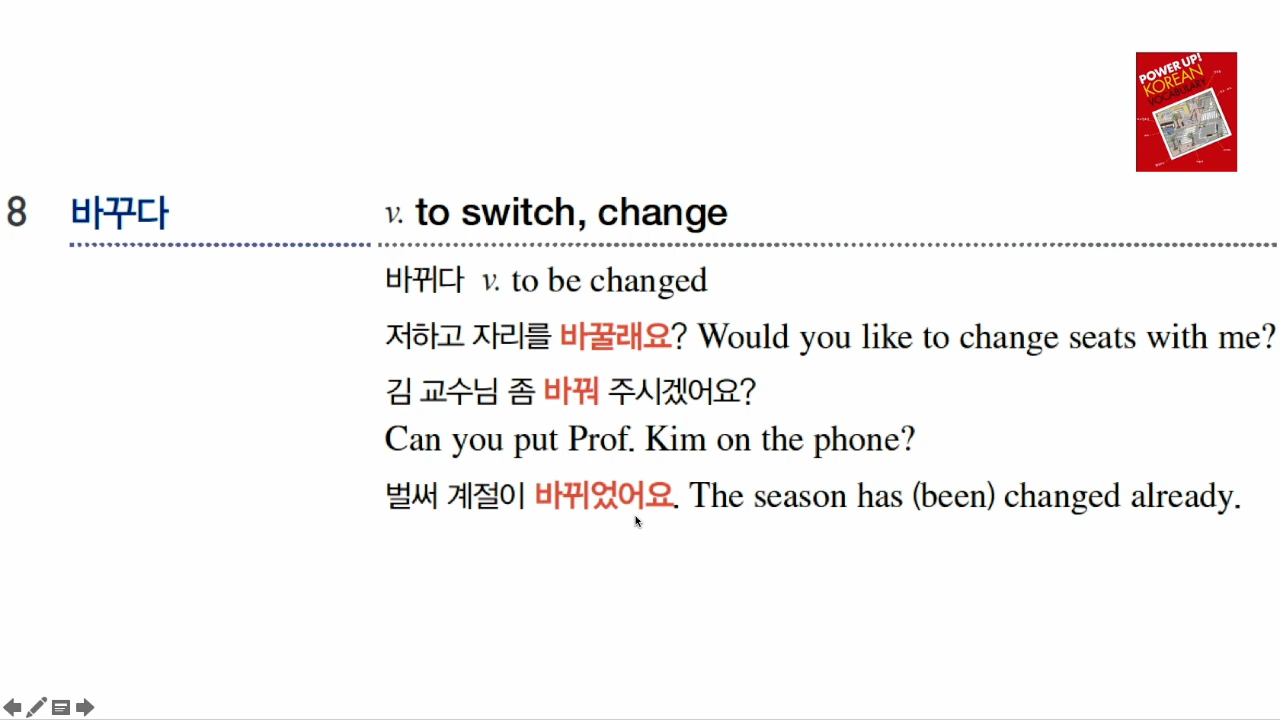 POWER UP!
KOREAN
VOCABULARY
8 바꾸다 v. to switch, change
바뀌다 v. to be changed
저하고 자리를 바꿀래요? Would you like to change seats with me?
김 교수님 좀 바꿔 주시겠어요?
Can you put Prof. Kim on the phone?
벌써 계절이 바뀌었어요. The season has (been) changed already.